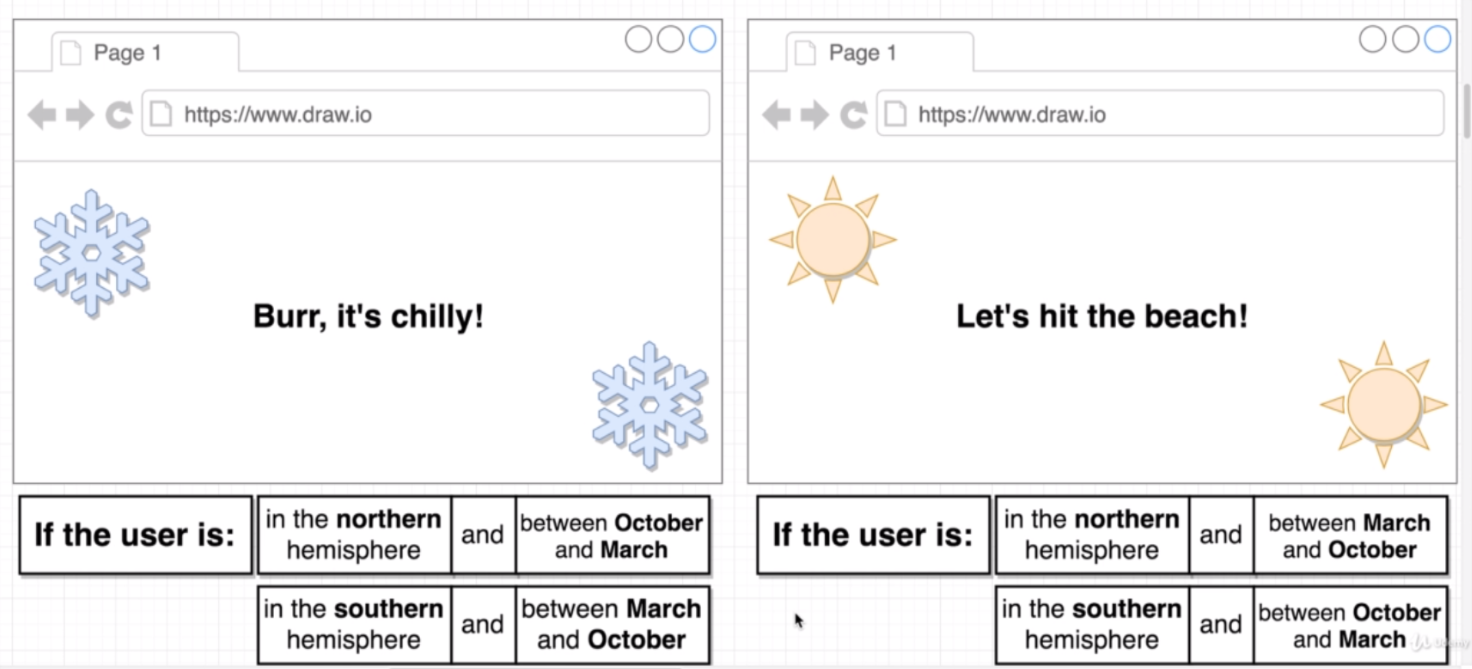 Page 1
https://www.draw.io
Burr, it's chilly!
If the user is:
in the northern
hemisphere
and
between October
and March
in the southern
hemisphere
and
between March
and October
Page 1
https://www.draw.io
Let's hit the beach!
If the user is:
in the northern
hemisphere
and
between March
and October
in the southern
hemisphere
and
between October
and March
Udemy